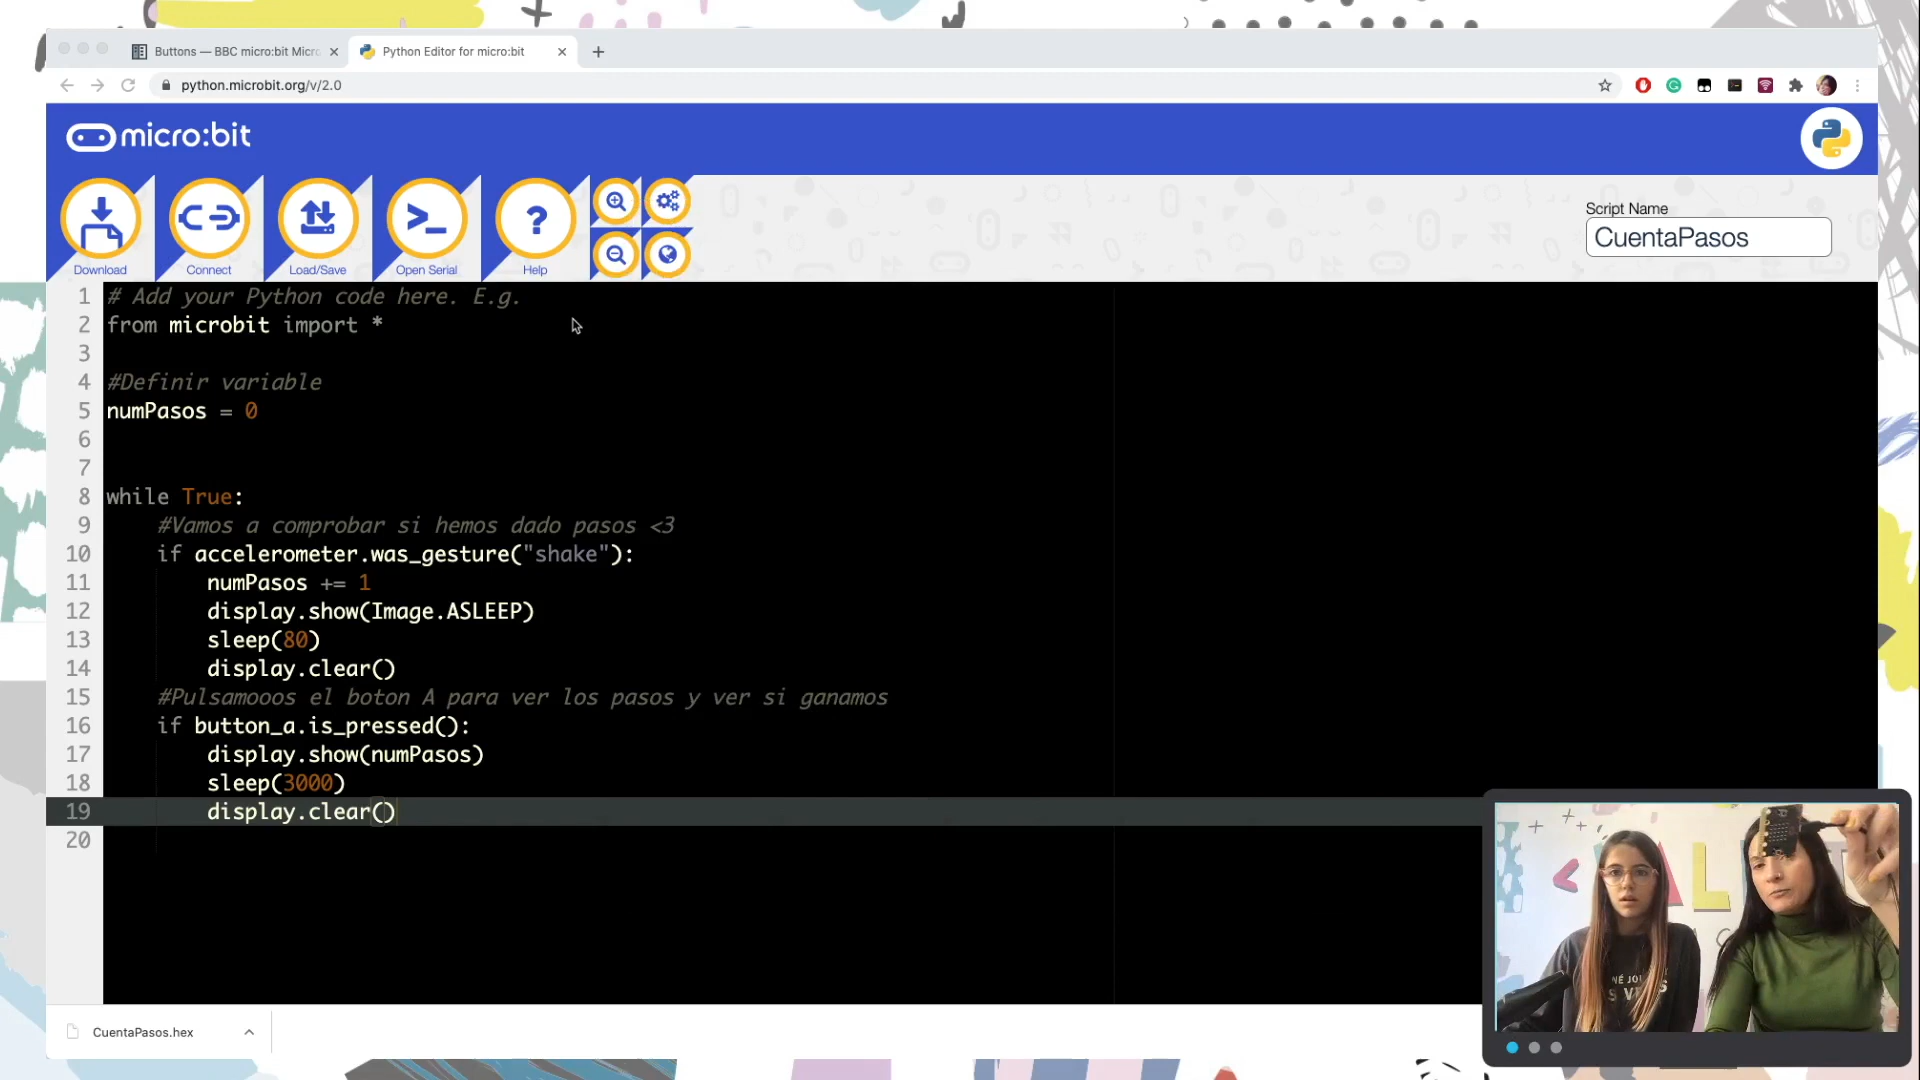 Buttons — BBC micro:bit Micro
Python Editor for micro:bit
python.microbit.org/v/2.0
micro:bit
Download
Connect
Load/Save
Open Serial
Help
Script Name
CuentaPasos
1 # Add your Python code here. E.g.
2 from microbit import *
3
4 #Definir variable
5 numPasos = 0
6
7
8 while True:
9 #Vamos a comprobar si hemos dado pasos <3
10 if accelerometer.was_gesture("shake"):
11 numPasos += 1
12 display.show(Image.ASLEEP)
13 sleep(80)
14 display.clear()
15 #Pulsamooos el boton A para ver los pasos y ver si ganamos
16 if button_a.is_pressed():
17 display.show(numPasos)
18 sleep(3000)
19 display.clear()
20
CuentaPasos.hex